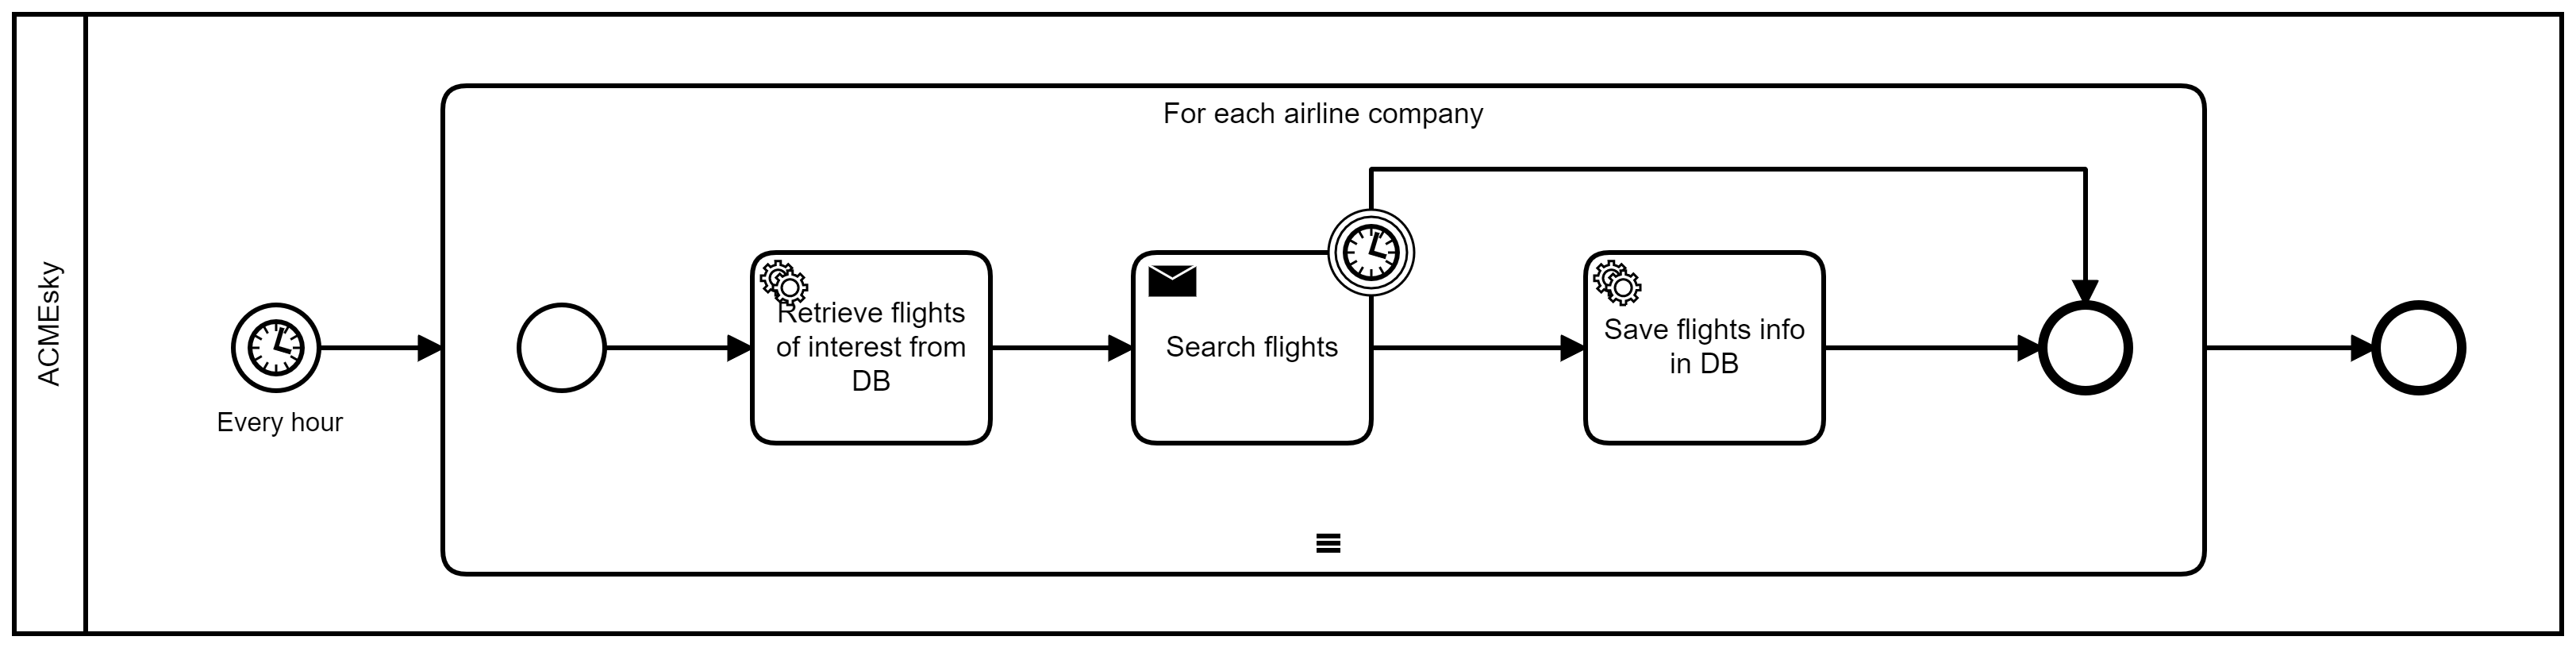 ACMEsky
For each airline company
Every hour
Retrieve flights
of interest from
DB
Search flights
Save flights info
in DB